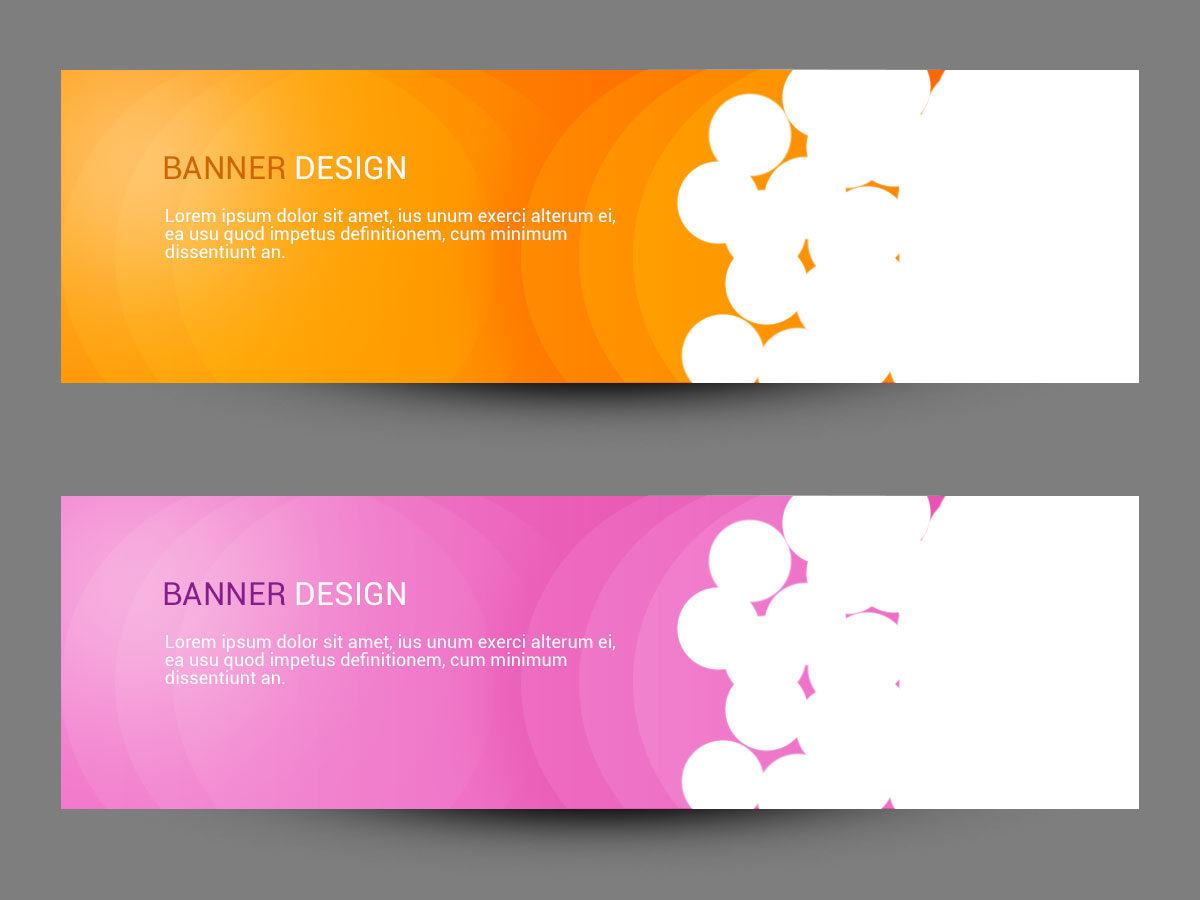 BANNER DESIGN
Lorem ipsum dolor sit amet, ius unum exerci alterum ei,
ea usu quod impetus definitionem, cum minimum
dissentiunt an.
BANNER DESIGN
Lorem ipsum dolor sit amet, ius unum exerci alterum ei,
ea usu quod impetus definitionem, cum minimum
dissentiunt an.